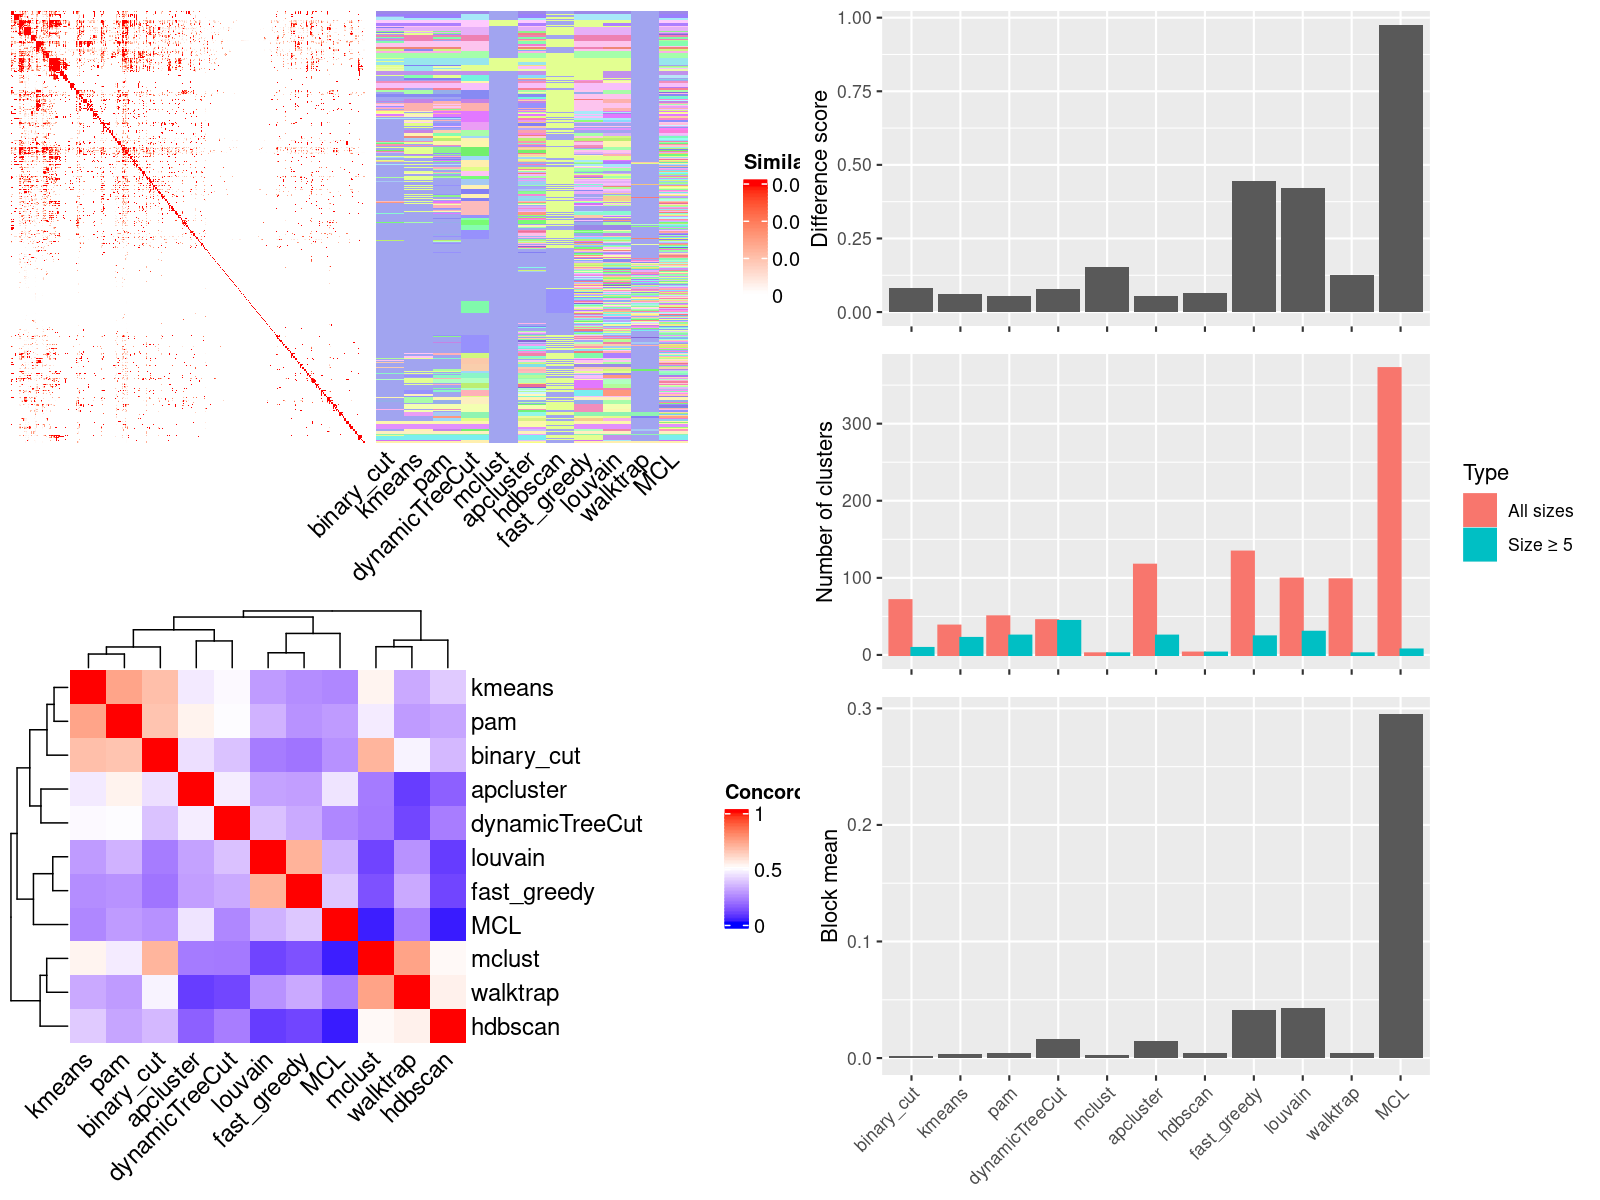 Simila
0.0
0.0
0.0
0
binary_cut
kmeans
pam
dynamicTreeCut
mclust
apcluster
hdbscan
fast_greedy
louvain
walktrap
MCL
kmeans
pam
binary_cut
apcluster
dynamicTreeCut
louvain
fast_greedy
MCL
mclust
walktrap
hdbscan
kmeans
pam
binary_cut
apcluster
dynamicTreeCut
louvain
fast_greedy
MCL
mclust
walktrap
hdbscan
Concord
1
0.5
0
Difference score
1.00
0.75
0.50
0.25
0.00
Number of clusters
300
200
100
0
Type
All sizes
Size ≥ 5
Block mean
0.3
0.2
0.1
0.0
binary_cut
kmeans
pam
dynamicTreeCut
mclust
apcluster
hdbscan
fast_greedy
louvain
walktrap
MCL